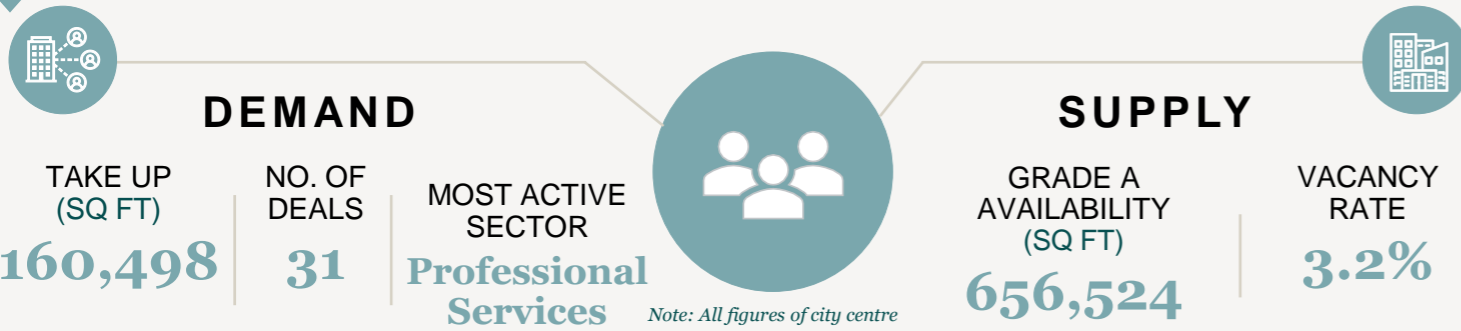 DEMAND
TAKE UP
(SQ FT)
160,498
NO. OF
DEALS
31
MOST ACTIVE
SECTOR
Professional
Services
Note: All figures of city centre
SUPPLY
GRADE A
AVAILABILITY
(SQ FT)
656,524
VACANCY
RATE
3.2%